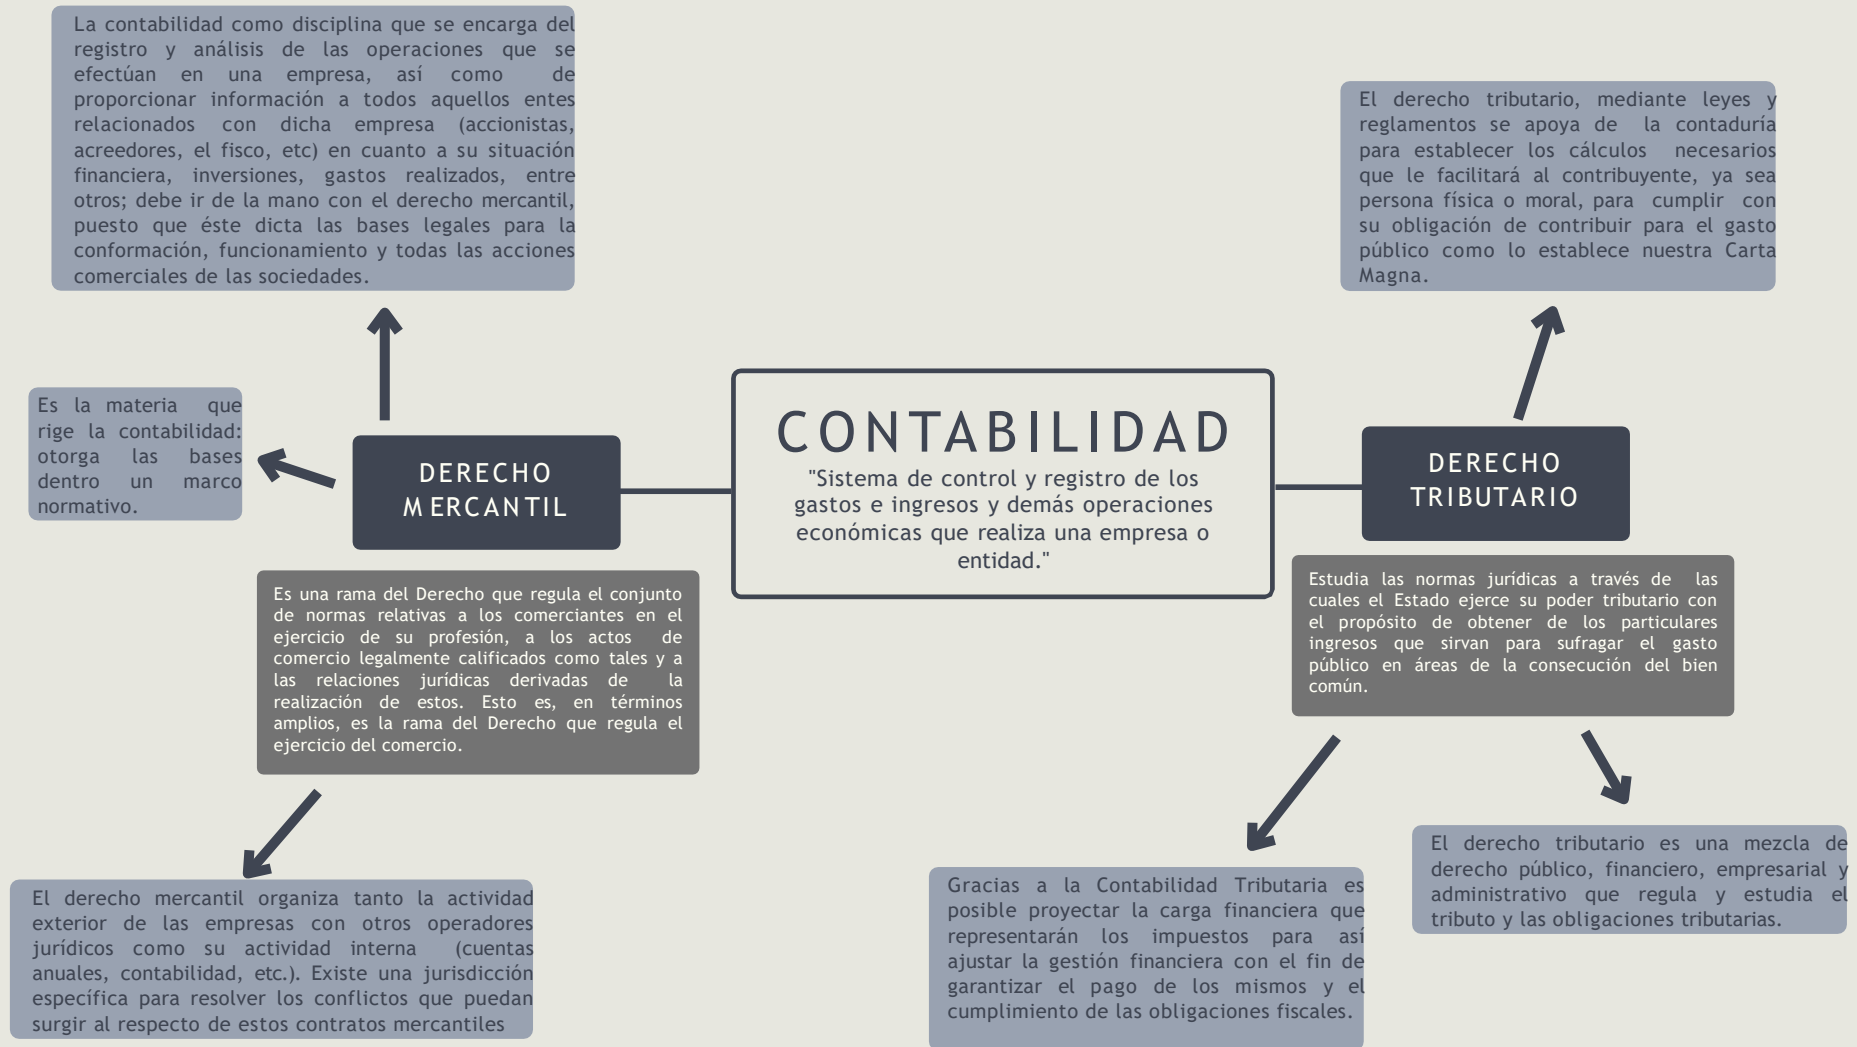 La contabilidad como disciplina que se encarga del
registro y análisis de las operaciones que se
efectúan en una empresa, así como de
proporcionar información a todos aquellos entes
relacionados con dicha empresa (accionistas,
acreedores, el fisco, etc) en cuanto a su situación
financiera, inversiones, gastos realizados, entre
otros; debe ir de la mano con el derecho mercantil,
puesto que éste dicta las bases legales para la
conformación, funcionamiento y todas las acciones
comerciales de las sociedades.
El derecho tributario, mediante leyes y
reglamentos se apoya de la contaduría
para establecer los cálculos necesarios
que le facilitará al contribuyente, ya sea
persona física o moral, para cumplir con
su obligación de contribuir para el gasto
público como lo establece nuestra Carta
Magna.
Es la materia que
rige la contabilidad:
otorga las bases
dentro un marco
normativo.
DERECHO
MERCANTIL
CONTABILIDAD
"Sistema de control y registro de los
gastos e ingresos y demás operaciones
económicas que realiza una empresa o
entidad."
DERECHO
TRIBUTARIO
Es una rama del Derecho que regula el conjunto
de normas relativas a los comerciantes en el
ejercicio de su profesión, a los actos de
comercio legalmente calificados como tales y a
las relaciones jurídicas derivadas de la
realización de estos. Esto es, en términos
amplios, es la rama del Derecho que regula el
ejercicio del comercio.
Estudia las normas jurídicas a través de las
cuales el Estado ejerce su poder tributario con
el propósito de obtener de los particulares
ingresos que sirvan para sufragar el gasto
público en áreas de la consecución del bien
común.
El derecho mercantil organiza tanto la actividad
exterior de las empresas con otros operadores
jurídicos como su actividad interna (cuentas
anuales, contabilidad, etc.). Existe una jurisdicción
específica para resolver los conflictos que puedan
surgir al respecto de estos contratos mercantiles
Gracias a la Contabilidad Tributaria es
posible proyectar la carga financiera que
representarán los impuestos para así
ajustar la gestión financiera con el fin de
garantizar el pago de los mismos y el
cumplimiento de las obligaciones fiscales.
El derecho tributario es una mezcla de
derecho público, financiero, empresarial y
administrativo que regula y estudia el
tributo y las obligaciones tributarias.